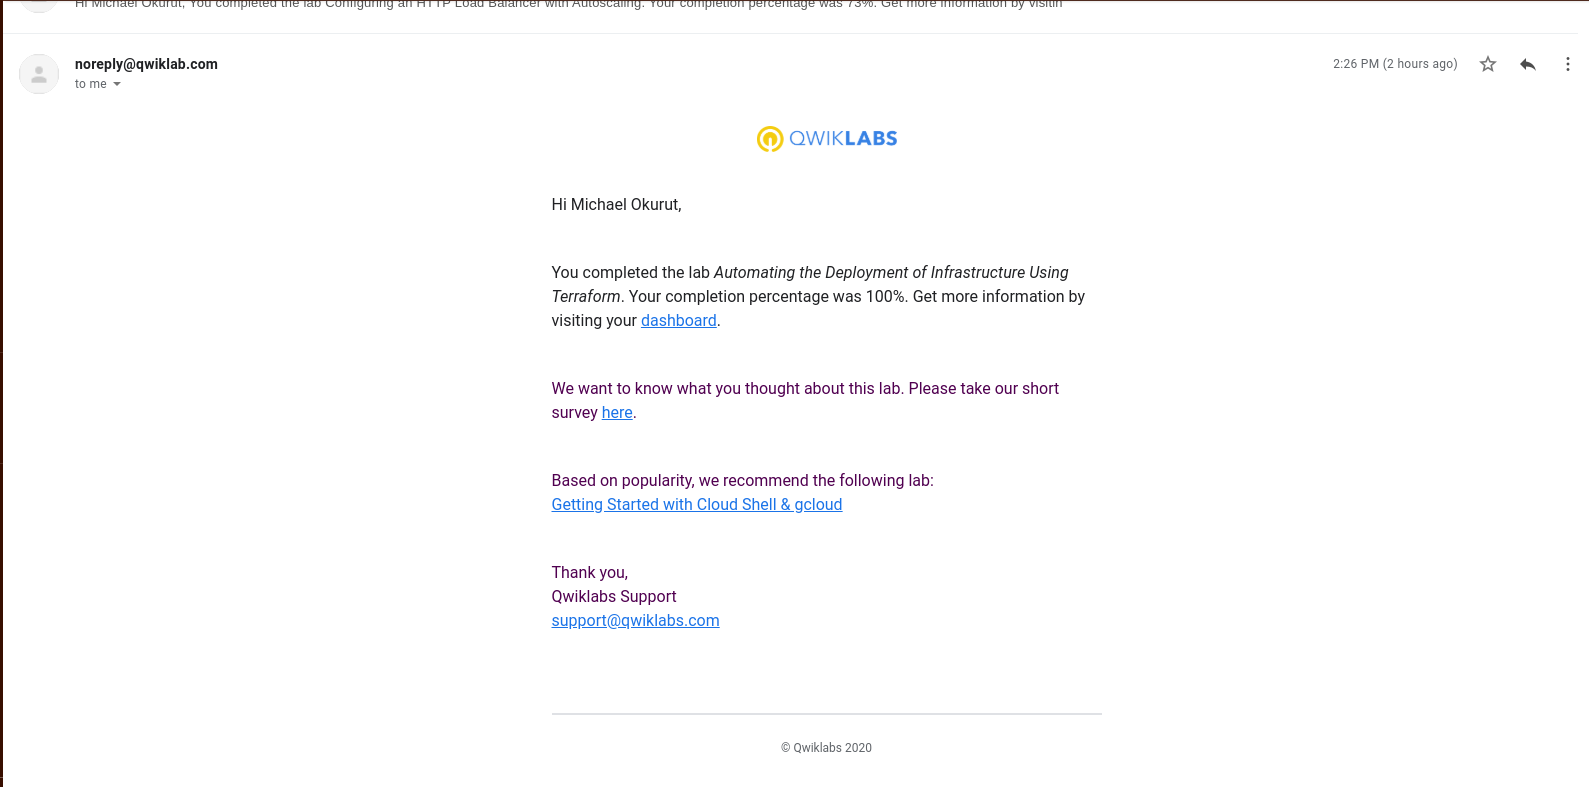 Hi Michael Okurut, You completed the lab Configuring an HTTP Load Balancer with Autoscaling. Your completion percentage was 73%. Get more information by visitin
noreply@qwiklab.com
2:26 PM (2 hours ago)
to me
QWIKLABS
Hi Michael Okurut,
You completed the lab Automating the Deployment of Infrastructure Using
Terraform. Your completion percentage was 100%. Get more information by
visiting your dashboard.
We want to know what you thought about this lab. Please take our short
survey here.
Based on popularity, we recommend the following lab:
Getting Started with Cloud Shell & gcloud
Thank you,
Qwiklabs Support
support@qwiklabs.com
© Qwiklabs 2020